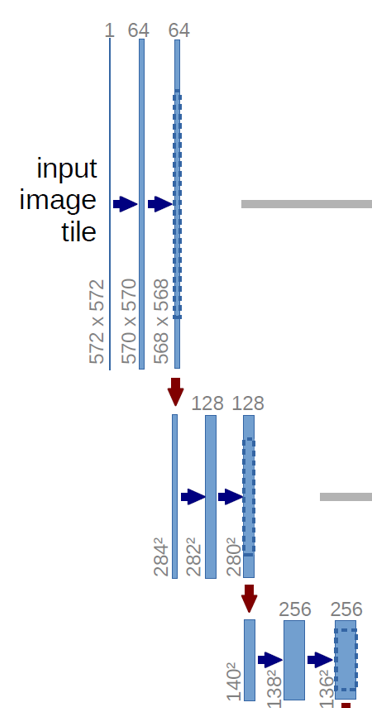 1 64 64
input
image
tile
572 x 572
570 x 570
568 x 568
128 128
284²
282²
280²
256 256
140²
138²
136²